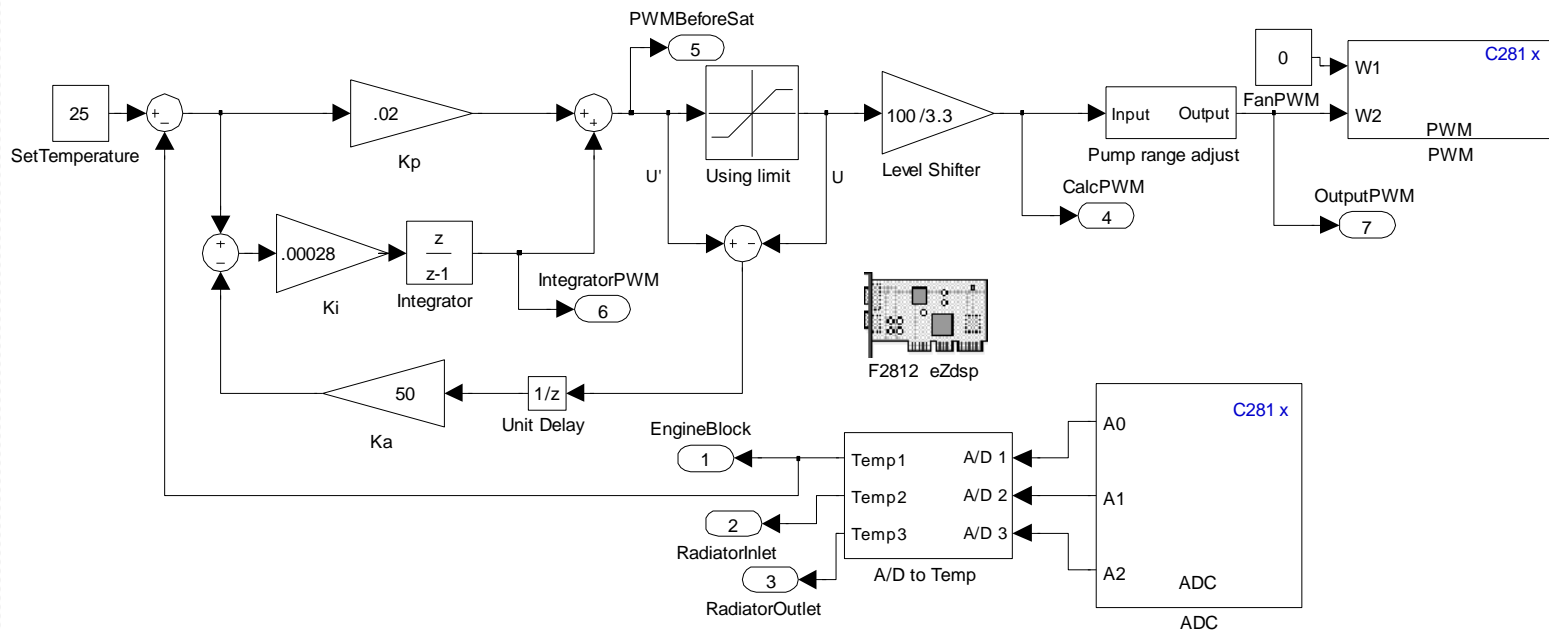 PWMBeforeSat
5
0
C281 x
W1
FanPWM
W2
PWM
PWM
25
SetTemperature
+
−
.02
Kp
+
+
U'
Using limit
U
100 /3.3
Level Shifter
Input Output
Pump range adjust
CalcPWM
4
OutputPWM
7
+
−
.00028
Ki
z
z-1
Integrator
IntegratorPWM
6
+ −
F2812 eZdsp
50
Ka
1/z
Unit Delay
EngineBlock
1
2
RadiatorInlet
3
RadiatorOutlet
Temp1 A/D 1
Temp2 A/D 2
Temp3 A/D 3
A/D to Temp
C281 x
A0
A1
A2
ADC
ADC